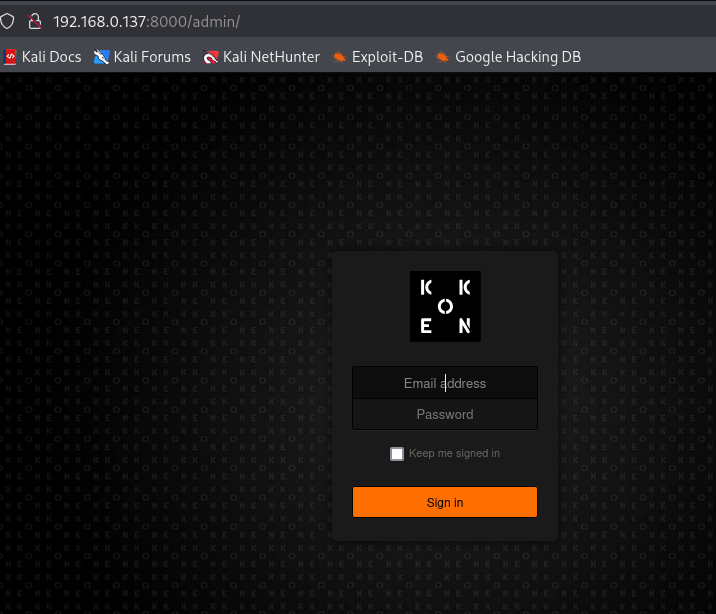 192.168.0.137:8000/admin/
Kali Docs Kali Forums Kali NetHunter Exploit-DB Google Hacking DB
K K
O
E N
Email address
Password
Keep me signed in
Sign in